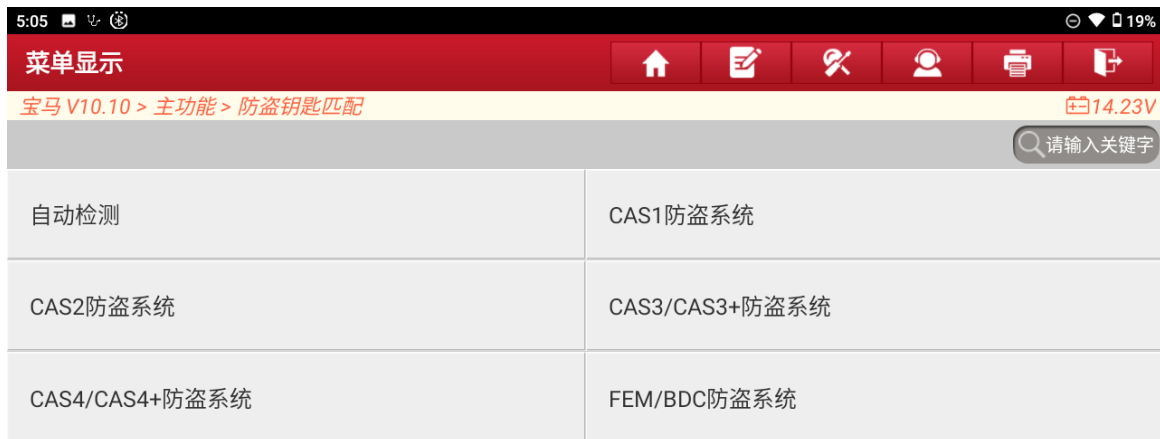 5:05 19%
菜单显示
宝马 V10.10 > 主功能 > 防盗钥匙匹配 14.23V
请输入关键字
自动检测 CAS1防盗系统
CAS2防盗系统 CAS3/CAS3+防盗系统
CAS4/CAS4+防盗系统 FEM/BDC防盗系统